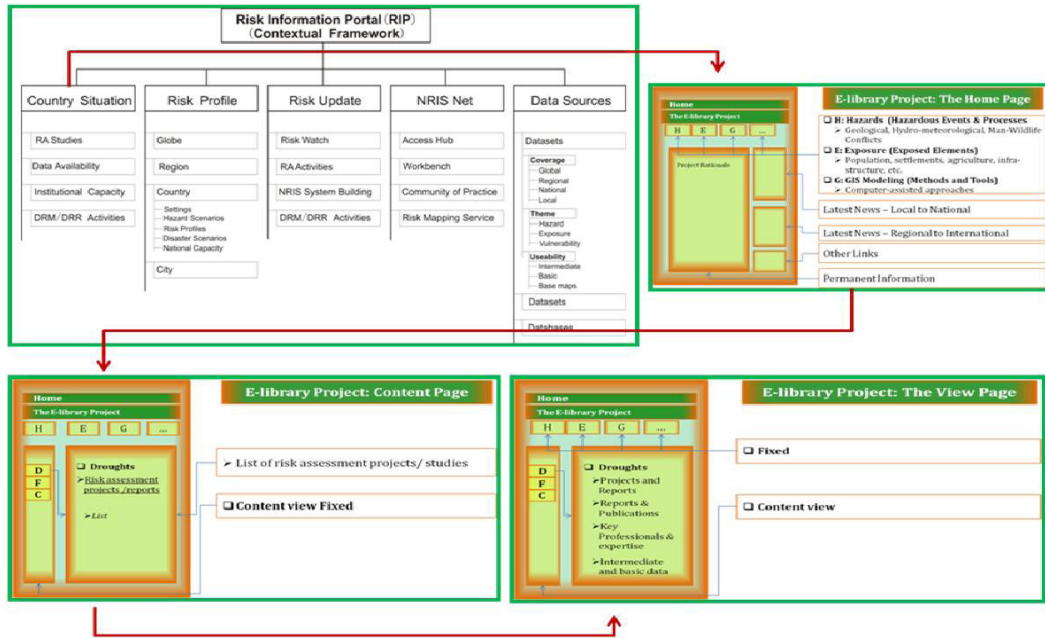 Risk Information Portal (RIP)
(Contextual Framework)
Country Situation
RA Studies
Data Availability
Institutional Capacity
DRM/DRR Activities
Risk Profile
Globe
Region
Country
Settings
Hazard Scenarios
Risk Profiles
Disaster Scenarios
National Capacity
City
Risk Update
Risk Watch
RA Activities
NRIS System Building
DRM/DRR Activities
NRIS Net
Access Hub
Workbench
Community of Practice
Risk Mapping Service
Data Sources
Datasets
Coverage
Global
Regional
National
Local
Theme
Hazard
Exposure
Vulnerability
Useability
Intermediate
Basic
Base maps
Datasets
Database
E-library Project: The Home Page
Home
The E-library Project
H E G ...
Project Rationale
❑ H: Hazards (Hazardous Events & Processes
➢ Geological, Hydro-meteorological, Man-Wildlife
Conflicts
❑ E: Exposure (Exposed Elements)
➢ Population, settlements, agriculture, infra-
structure, etc.
❑ G: GIS Modeling (Methods and Tools)
➢ Computer-assisted approaches
Latest News – Local to National
Latest News – Regional to International
Other Links
Permanent Information
E-library Project: Content Page
Home
The E-library Project
H E G ...
D
F
C
❑ Droughts
➢ Risk assessment
projects /reports
➢ List
➢ List of risk assessment projects/ studies
❑ Content view Fixed
E-library Project: The View Page
Home
The E-library Project
H E G ...
D
F
C
❑ Droughts
➢ Projects and
Reports
➢ Reports &
Publications
➢ Key
Professionals &
expertise
➢ Intermediate
and basic data
❑ Fixed
❑ Content view